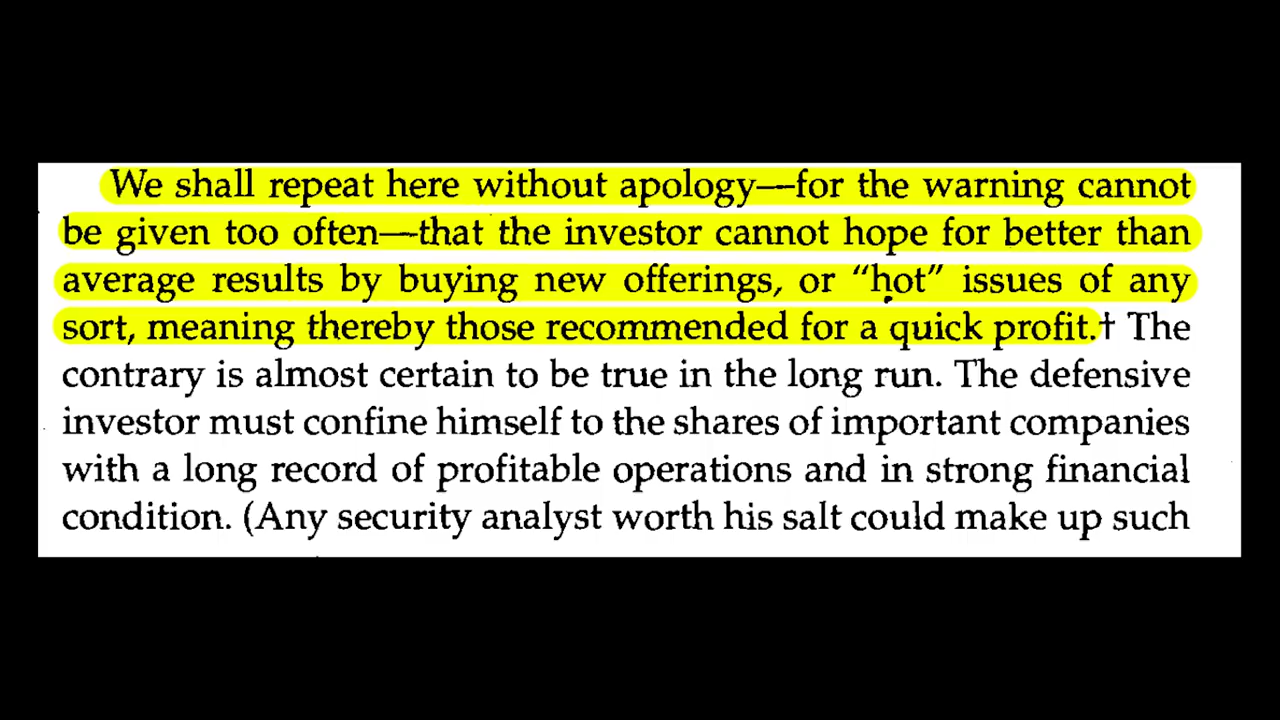 We shall repeat here without apology—for the warning cannot
be given too often—that the investor cannot hope for better than
average results by buying new offerings, or “hot” issues of any
sort, meaning thereby those recommended for a quick profit.† The
contrary is almost certain to be true in the long run. The defensive
investor must confine himself to the shares of important companies
with a long record of profitable operations and in strong financial
condition. (Any security analyst worth his salt could make up such